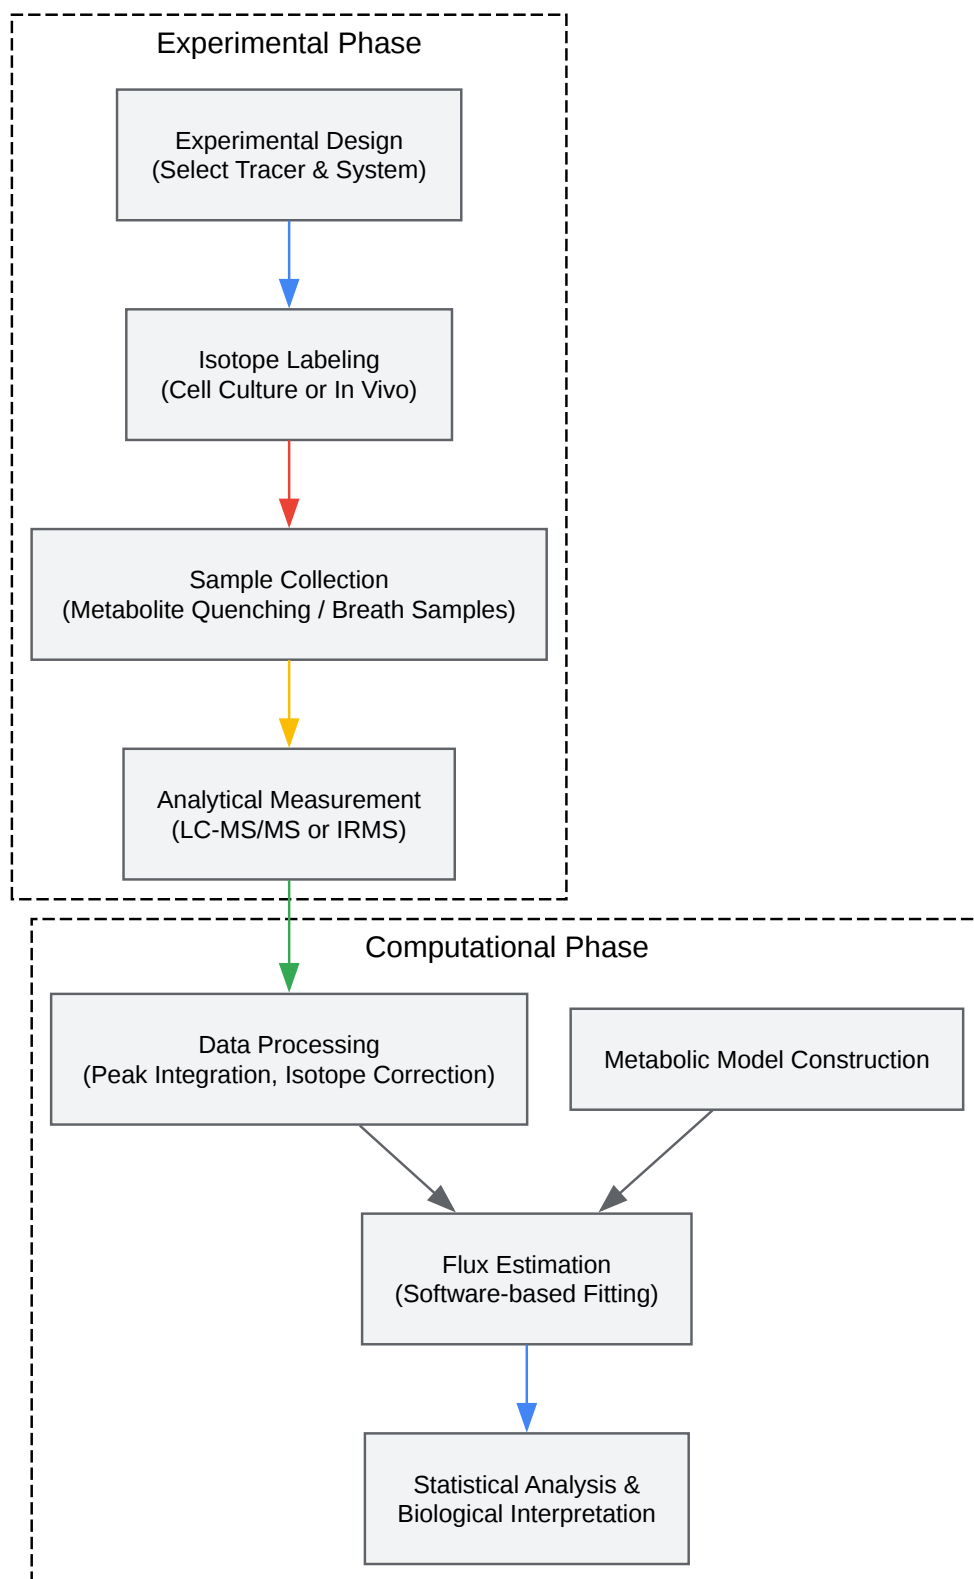 Experimental Phase
Experimental Design
(Select Tracer & System)
Isotope Labeling
(Cell Culture or In Vivo)
Sample Collection
(Metabolite Quenching / Breath Samples)
Analytical Measurement
(LC-MS/MS or IRMS)
Computational Phase
Data Processing
(Peak Integration, Isotope Correction)
Metabolic Model Construction
Flux Estimation
(Software-based Fitting)
Statistical Analysis &
Biological Interpretation